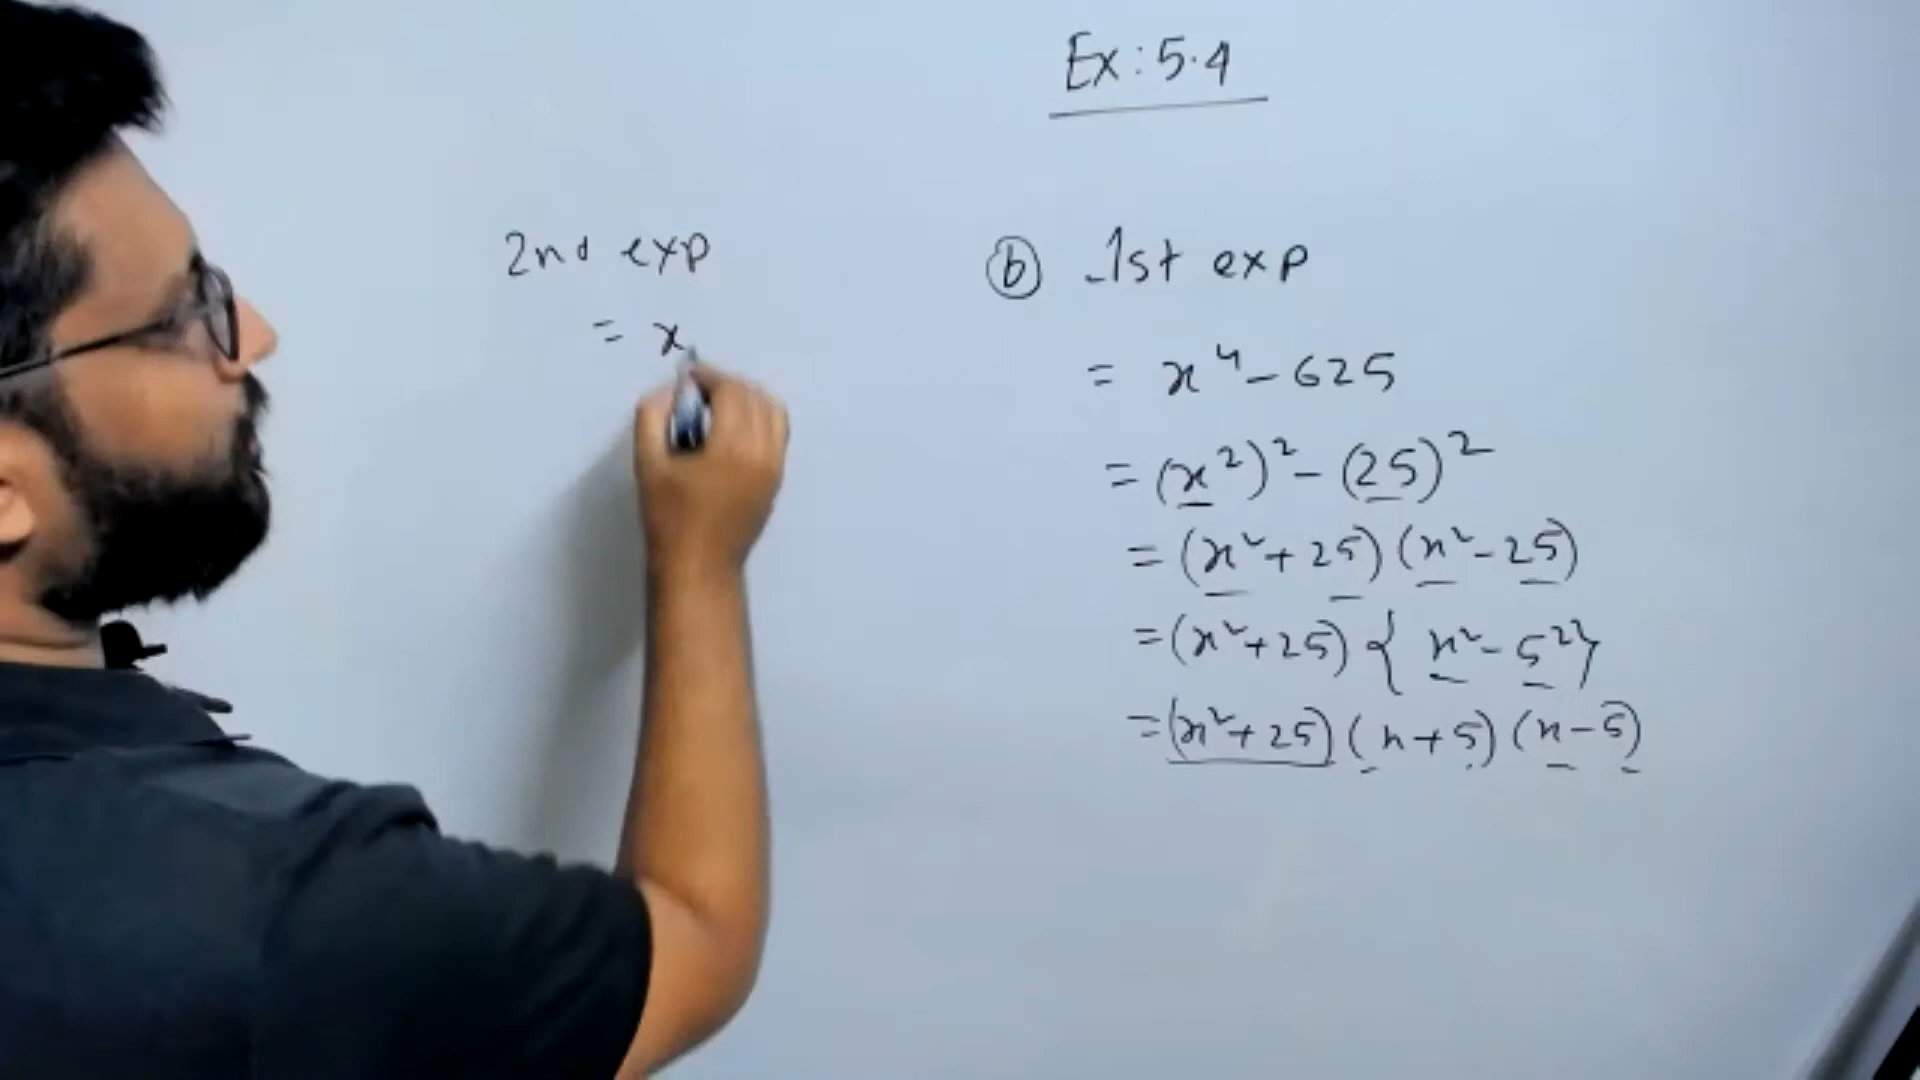 Ex: 5.4
2nd exp
= x
(b) 1st exp
= x⁴ - 625
= (x²)² - (25)²
= (x² + 25) (x² - 25)
= (x² + 25) { x² - 5² }
= (x² + 25) (x + 5) (x - 5)